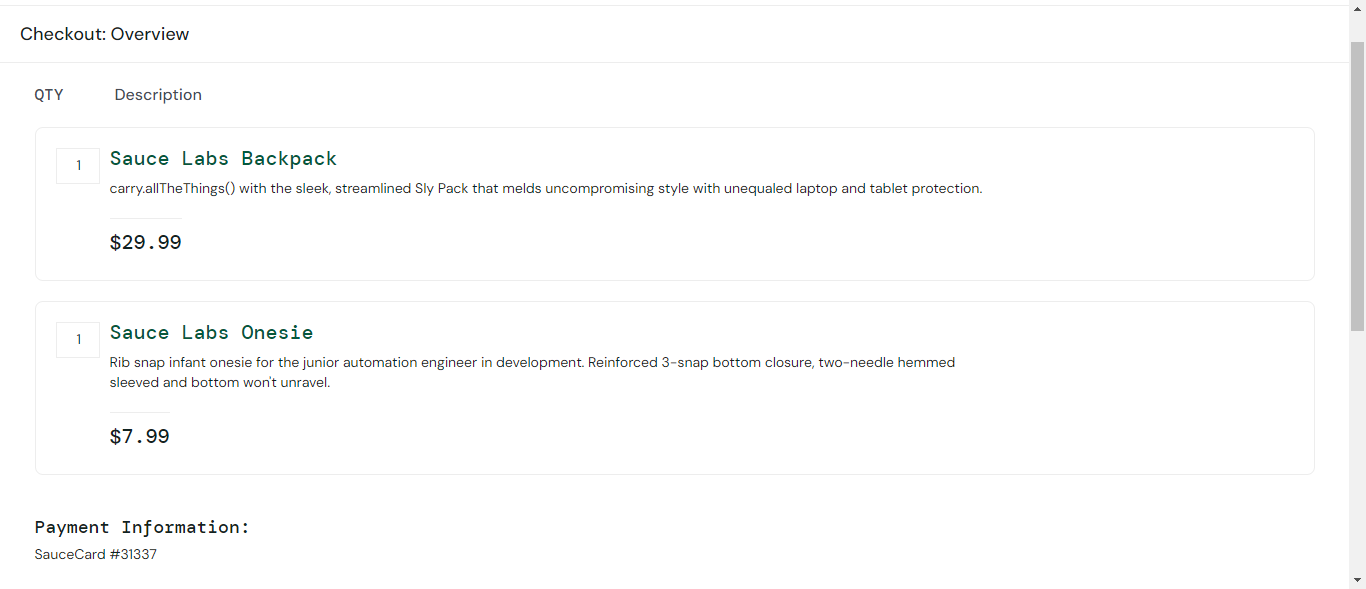 Checkout: Overview
QTY Description
1 Sauce Labs Backpack
carry.allTheThings() with the sleek, streamlined Sly Pack that melds uncompromising style with unequaled laptop and tablet protection.
$29.99
1 Sauce Labs Onesie
Rib snap infant onesie for the junior automation engineer in development. Reinforced 3-snap bottom closure, two-needle hemmed
sleeved and bottom won't unravel.
$7.99
Payment Information:
SauceCard #31337